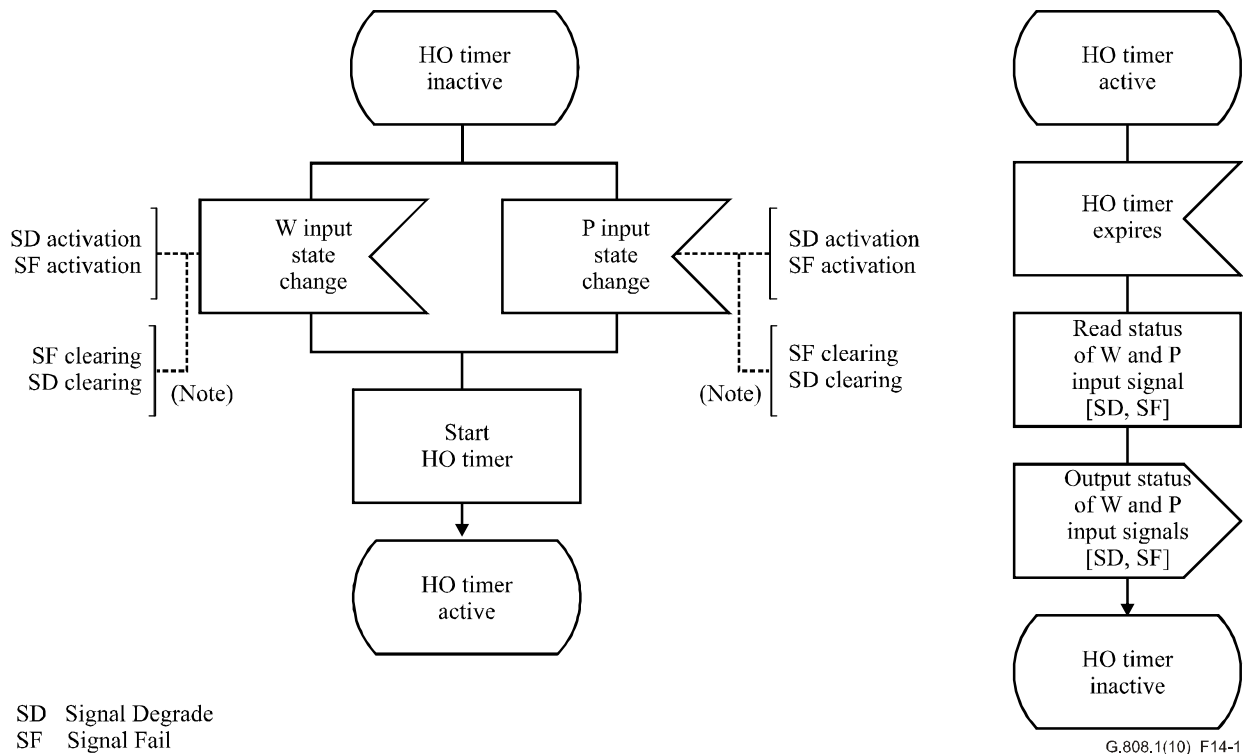 HO timer
inactive
W input
state
change
P input
state
change
SD activation
SF activation
SF clearing
SD clearing
(Note)
SD activation
SF activation
SF clearing
SD clearing
(Note)
Start
HO timer
HO timer
active
HO timer
active
HO timer
expires
Read status
of W and P
input signal
[SD, SF]
Output status
of W and P
input signals
[SD, SF]
HO timer
inactive
SD Signal Degrade
SF Signal Fail
G.808.1(10)_F14-1